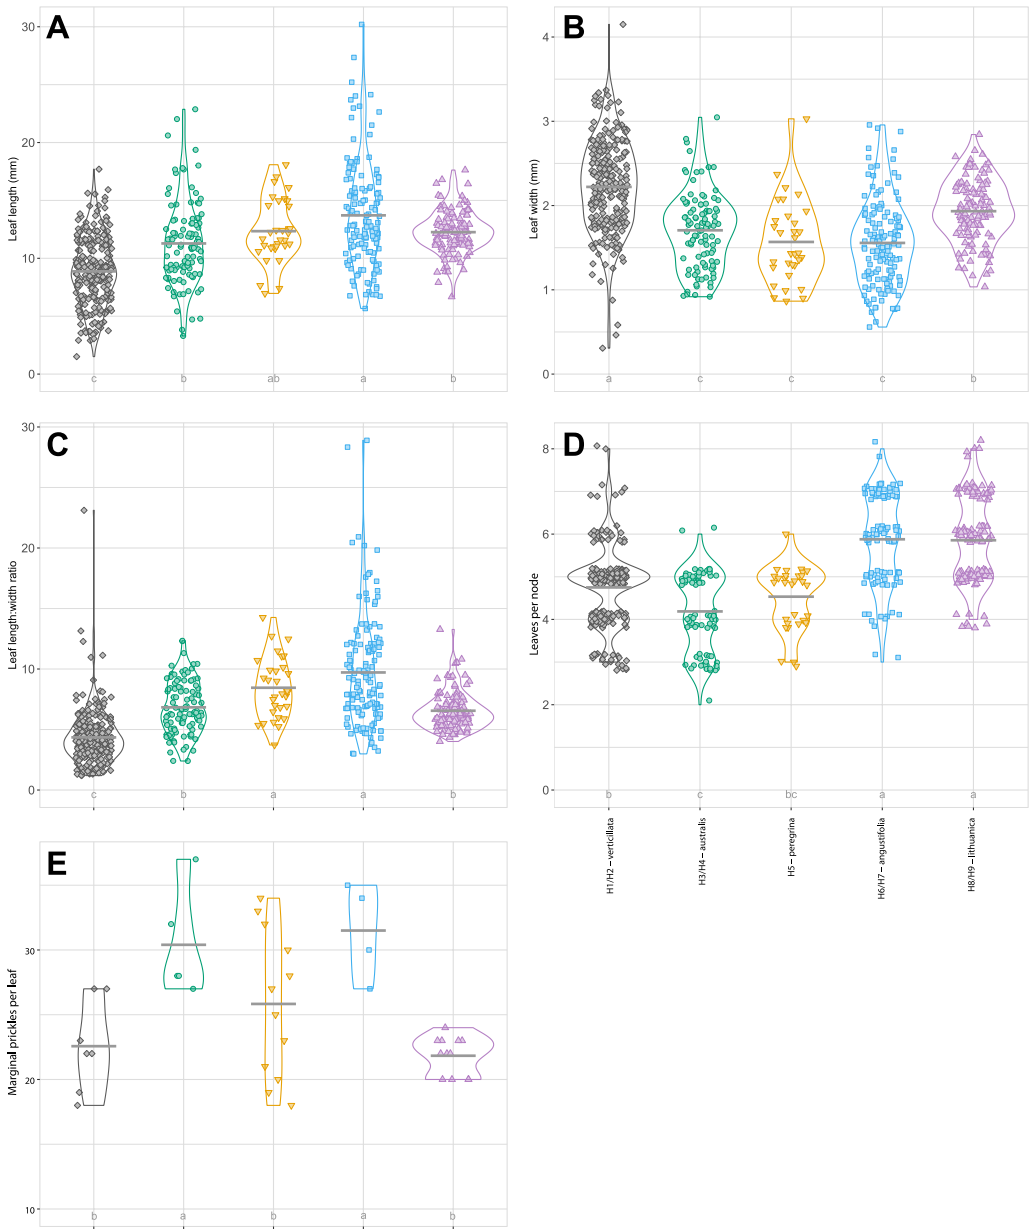 A
Leaf length (mm)
30
20
10
0
c b ab a b
B
Leaf width (mm)
4
3
2
1
0
a c c c b
C
Leaf length:width ratio
30
20
10
0
c b a a b
D
Leaves per node
8
6
4
2
0
b c bc a a
H1/H2−verticillata
H3/H4−australis
H5−peregrina
H6/H7−angustifolia
H8/H9−lithuanica
E
Marginal prickles per leaf
30
20
10
b a b a b